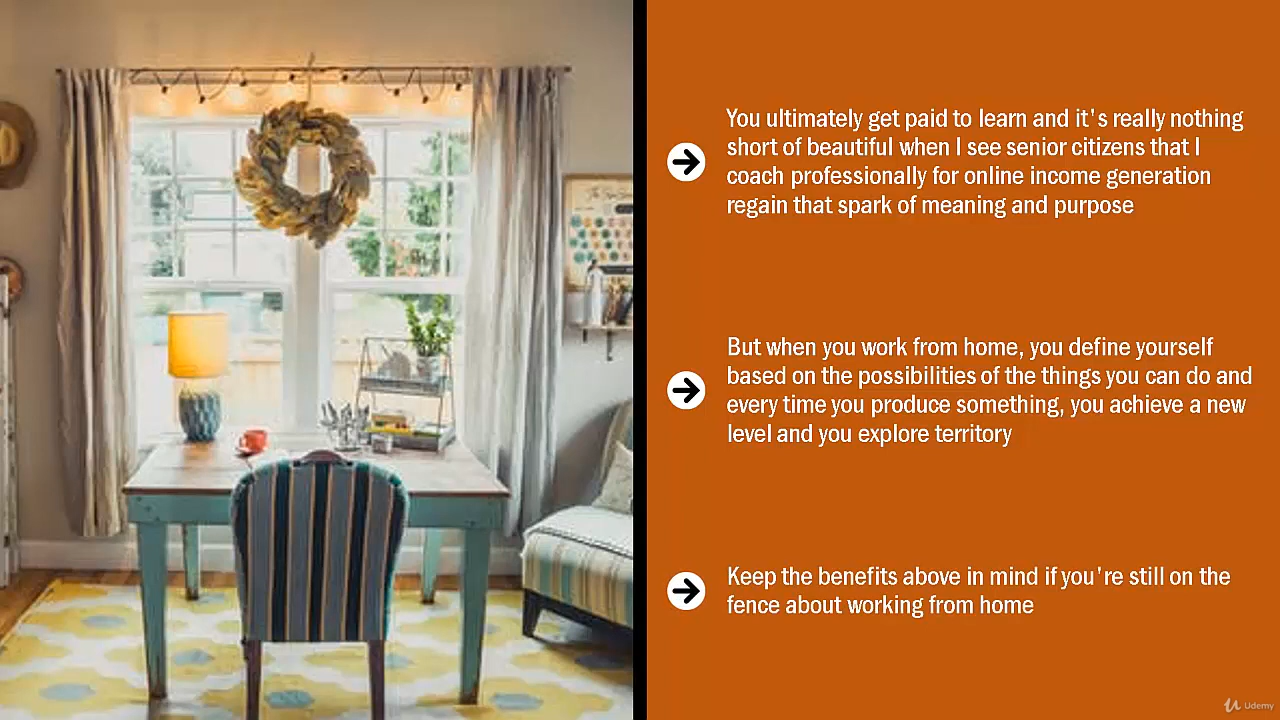 You ultimately get paid to learn and it's really nothing
short of beautiful when I see senior citizens that I
coach professionally for online income generation
regain that spark of meaning and purpose
But when you work from home, you define yourself
based on the possibilities of the things you can do and
every time you produce something, you achieve a new
level and you explore territory
Keep the benefits above in mind if you're still on the
fence about working from home
Udemy